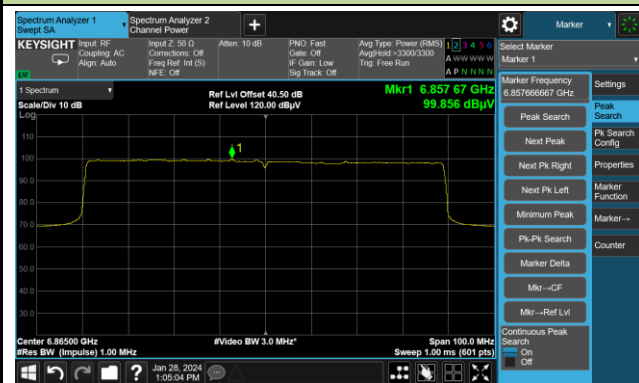 Spectrum Analyzer 1
Swept SA
Spectrum Analyzer 2
Channel Power
+
Marker
KEYSIGHT
Input: RF
Coupling: AC
Align: Auto
Input Z: 50 Ω
Corrections: Off
Freq Ref: Int (S)
NFE: Off
Atten: 10 dB
PNO: Fast
Gate: Off
IF Gain: Low
Sig Track: Off
Avg Type: Power (RMS)
Avg|Hold:>3300/3300
Trig: Free Run
1 2 3 4 5 6
A W W W W W
A P N N N N
LXI
Select Marker
Marker 1
1 Spectrum
Scale/Div 10 dB
Ref Lvl Offset 40.50 dB
Ref Level 120.00 dBµV
Mkr1 6.857 67 GHz
99.856 dBµV
Log
110
100
90.0
80.0
70.0
60.0
50.0
40.0
30.0
1
Center 6.86500 GHz
#Res BW (Impulse) 1.00 MHz
#Video BW 3.0 MHz*
Span 100.0 MHz
Sweep 1.00 ms (601 pts)
Marker Frequency
6.857666667 GHz
Peak Search
Next Peak
Next Pk Right
Next Pk Left
Minimum Peak
Pk-Pk Search
Marker Delta
Mkr→CF
Mkr→Ref Lvl
Continuous Peak
Search
On
Off
Settings
Peak
Search
Pk Search
Config
Properties
Marker
Function
Marker→
Counter
?
Jan 28, 2024
1:05:04 PM